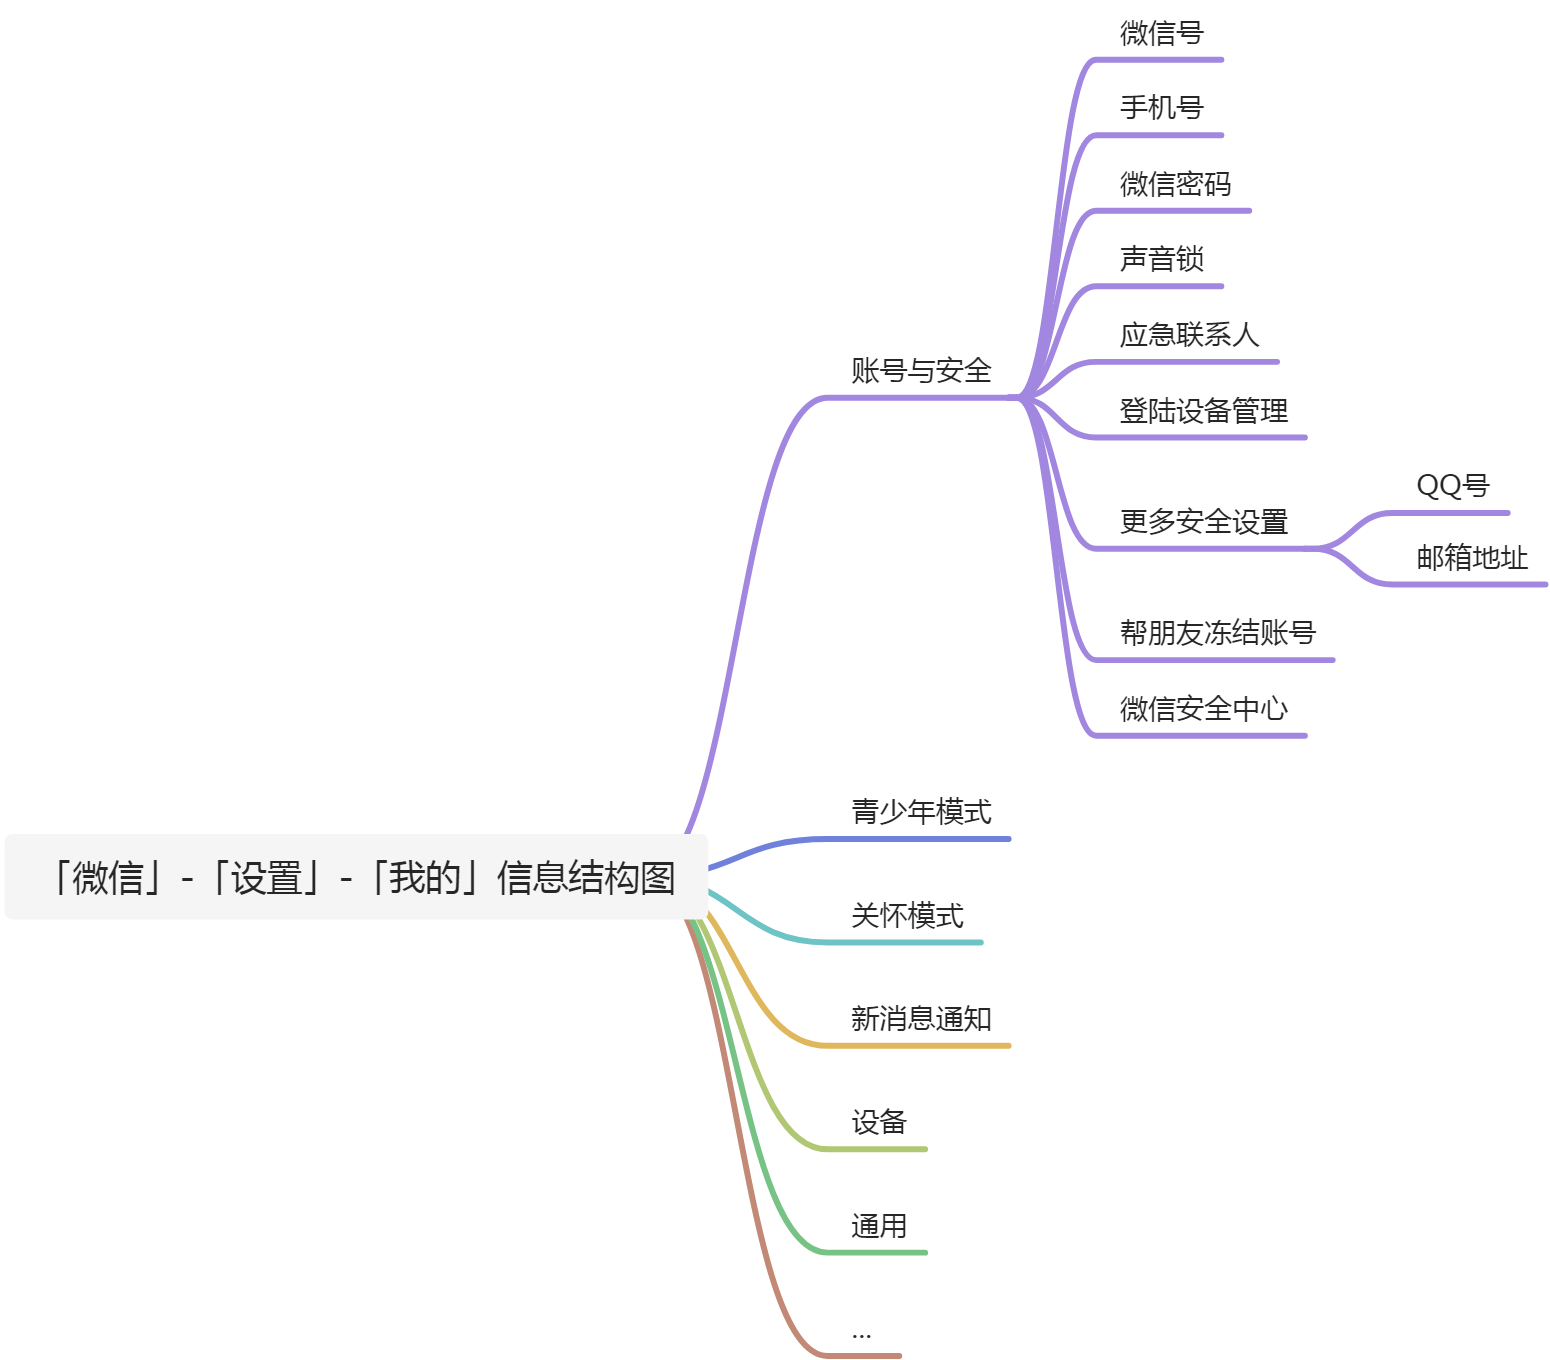 「微信」-「设置」-「我的」信息结构图
账号与安全
微信号
手机号
微信密码
声音锁
应急联系人
登陆设备管理
更多安全设置
QQ号
邮箱地址
帮朋友冻结账号
微信安全中心
青少年模式
关怀模式
新消息通知
设备
通用
...